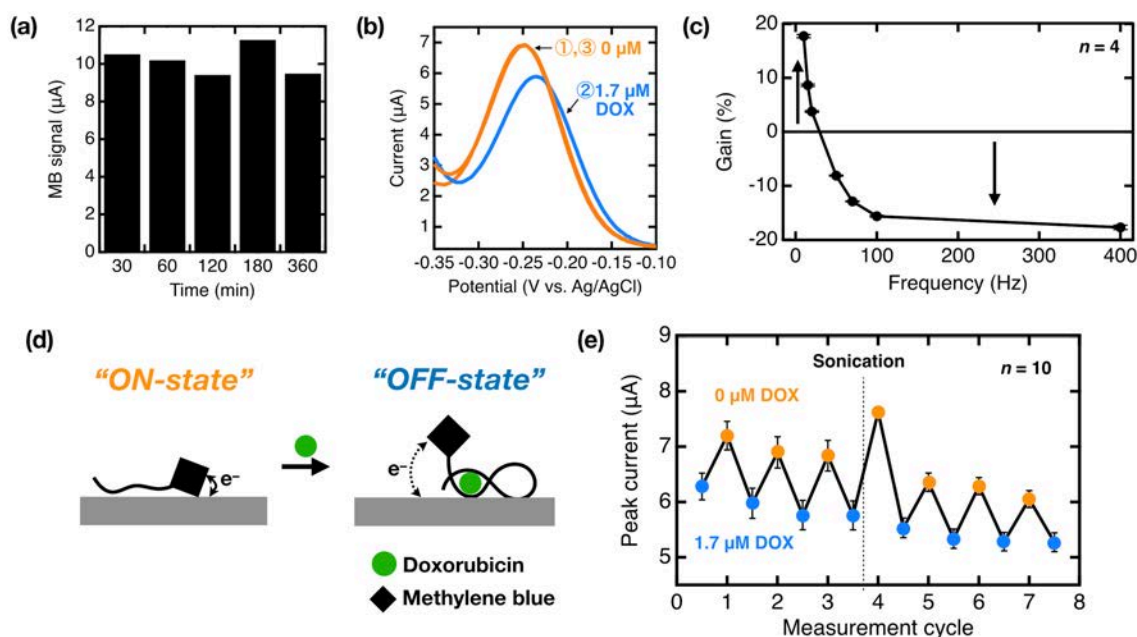 (a)
12
10
8
6
4
2
0
MB signal (µA)
30 60 120 180 360
Time (min)
(b)
7
6
5
4
3
2
1
Current (µA)
①,③ 0 µM
②1.7 µM
DOX
-0.35 -0.30 -0.25 -0.20 -0.15 -0.10
Potential (V vs. Ag/AgCl)
(c)
20
10
0
-10
-20
Gain (%)
n = 4
0 100 200 300 400
Frequency (Hz)
(d)
"ON-state"
"OFF-state"
e⁻
e⁻
Doxorubicin
Methylene blue
(e)
9
8
7
6
5
Peak current (µA)
Sonication
n = 10
0 µM DOX
1.7 µM DOX
0 1 2 3 4 5 6 7 8
Measurement cycle